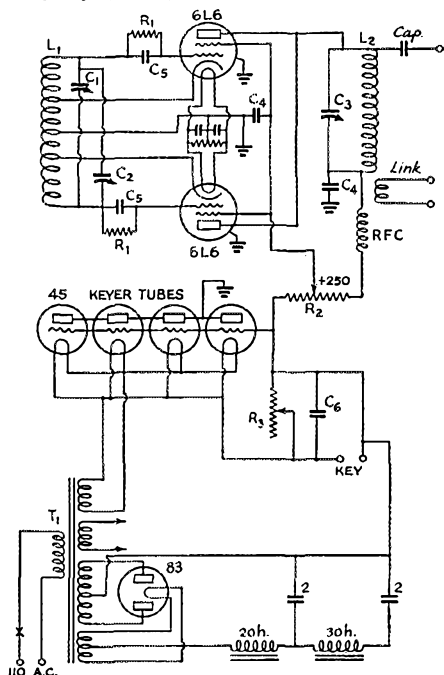 6L6
R1
L1
C5
C1
C4
C2
C5
R1
6L6
L2
Cap.
C3
C4
Link
RFC
+250
R2
45 KEYER TUBES
R3
C6
KEY
T1
83
2
2
20h.
30h.
110 A.C.